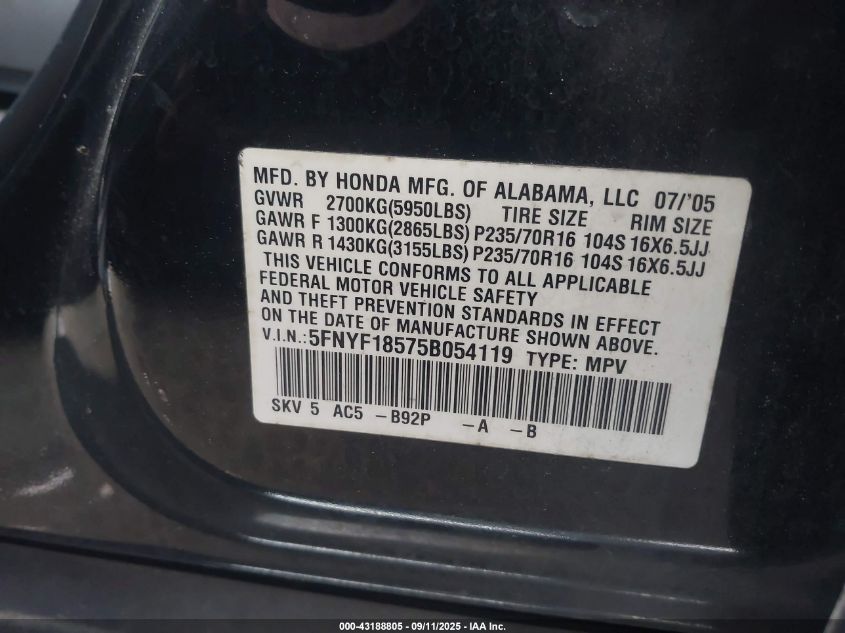 MFD. BY HONDA MFG. OF ALABAMA, LLC 07/'05
GVWR 2700KG(5950LBS) TIRE SIZE RIM SIZE
GAWR F 1300KG(2865LBS) P235/70R16 104S 16X6.5JJ
GAWR R 1430KG(3155LBS) P235/70R16 104S 16X6.5JJ
THIS VEHICLE CONFORMS TO ALL APPLICABLE
FEDERAL MOTOR VEHICLE SAFETY
AND THEFT PREVENTION STANDARDS IN EFFECT
ON THE DATE OF MANUFACTURE SHOWN ABOVE.
V.I.N.: 5FNYF18575B054119 TYPE: MPV
SKV 5 AC5 -B92P -A -B
000-43188805 - 09/11/2025 - IAA Inc.